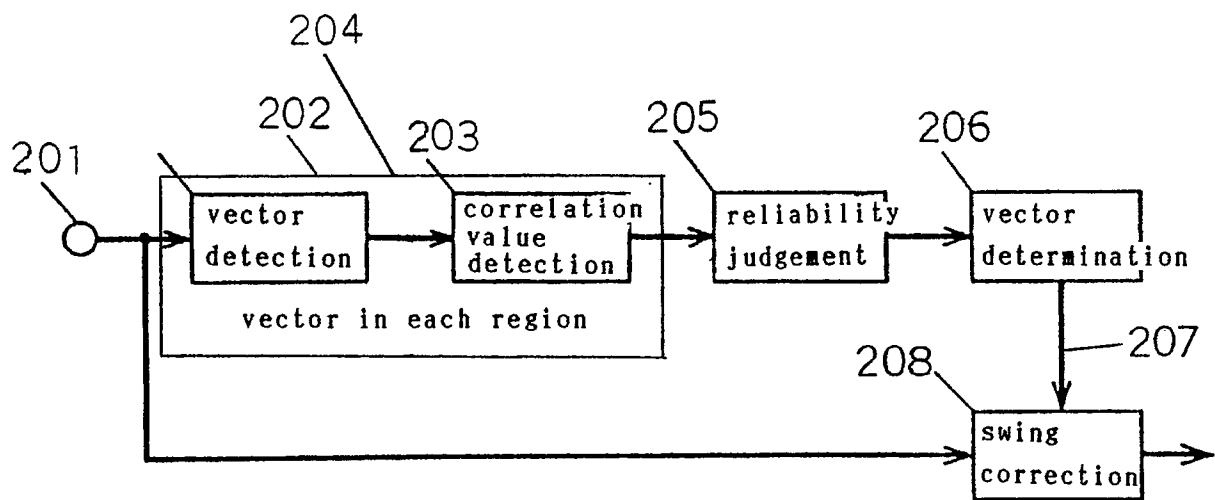 204
202
203
205
206
201
vector
detection
correlation
value
detection
reliability
judgement
vector
determination
vector in each region
207
208
swing
correction